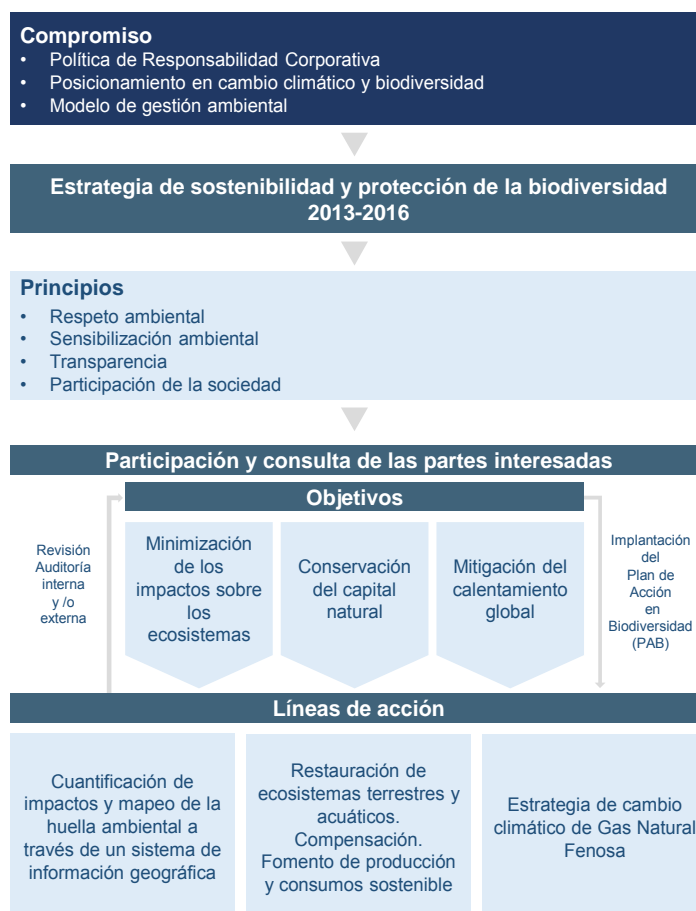 Compromiso
• Política de Responsabilidad Corporativa
• Posicionamiento en cambio climático y biodiversidad
• Modelo de gestión ambiental
Estrategia de sostenibilidad y protección de la biodiversidad
2013-2016
Principios
• Respeto ambiental
• Sensibilización ambiental
• Transparencia
• Participación de la sociedad
Participación y consulta de las partes interesadas
Objetivos
Revisión
Auditoría
interna
y /o
externa
Minimización
de los
impactos sobre
los
ecosistemas
Conservación
del capital
natural
Mitigación del
calentamiento
global
Implantación
del
Plan de
Acción
en
Biodiversidad
(PAB)
Líneas de acción
Cuantificación de
impactos y mapeo de la
huella ambiental a
través de un sistema de
información geográfica
Restauración de
ecosistemas terrestres y
acuáticos.
Compensación.
Fomento de producción
y consumos sostenible
Estrategia de cambio
climático de Gas Natural
Fenosa